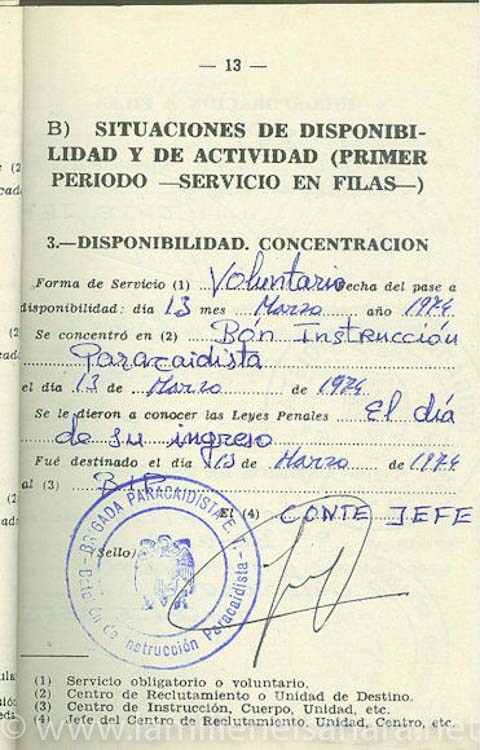 — 13 —
B) SITUACIONES DE DISPONIBI-
LIDAD Y DE ACTIVIDAD (PRIMER
PERIODO —SERVICIO EN FILAS—)
3.—DISPONIBILIDAD. CONCENTRACION
Forma de Servicio (1) Voluntario Fecha del pase a
disponibilidad: día 13 mes Marzo año 1974
Se concentró en (2) Bón Instrucción
Paracaidista
el día 13 de Marzo de 1974
Se le dieron a conocer las Leyes Penales El día
de su ingreso
Fué destinado el día 13 de Marzo de 1974
al (3) B.I.P.
El (4) CONTE JEFE
(Sello)
BRIGADA PARACAIDISTA E. T.
Batallón de Instrucción Paracaidista
(1) Servicio obligatorio o voluntario.
(2) Centro de Reclutamiento o Unidad de Destino.
(3) Centro de Instrucción, Cuerpo, Unidad, etc.
(4) Jefe del Centro de Reclutamiento, Unidad, Centro, etc.